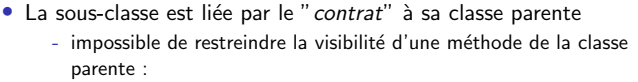 • La sous-classe est liée par le "contrat" à sa classe parente
- impossible de restreindre la visibilité d'une méthode de la classe
parente :